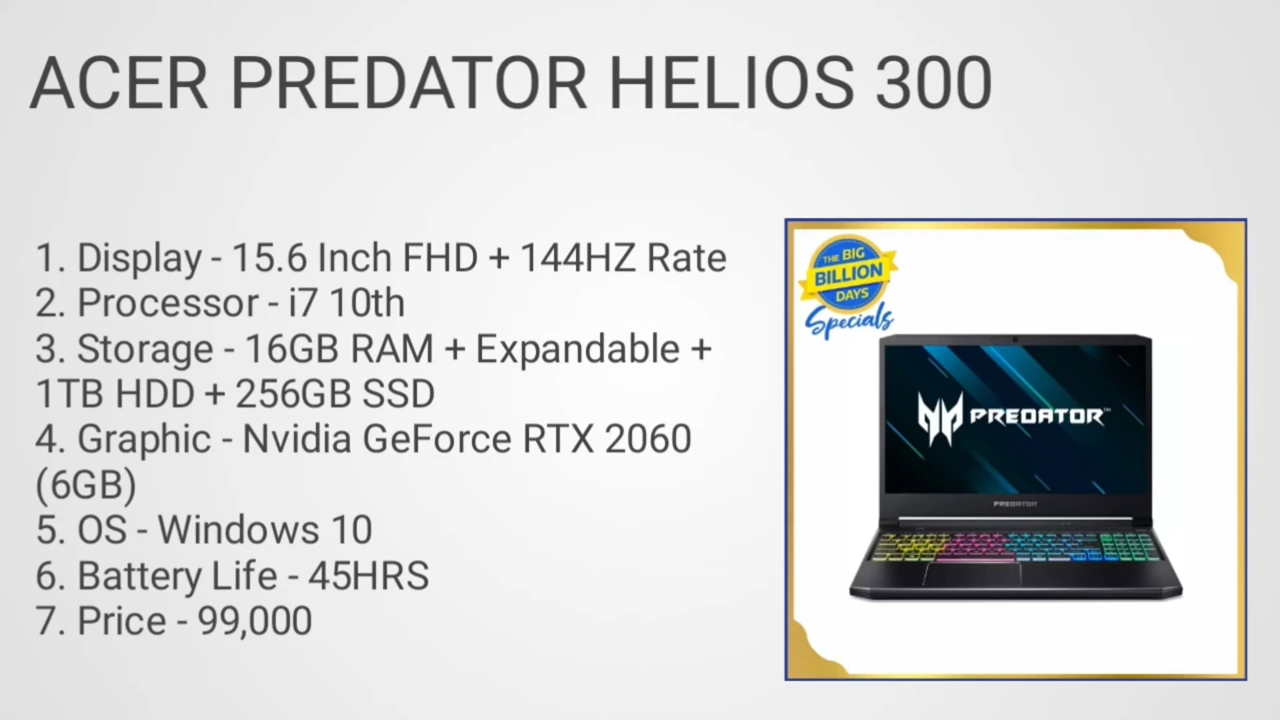 ACER PREDATOR HELIOS 300
1. Display - 15.6 Inch FHD + 144HZ Rate
2. Processor - i7 10th
3. Storage - 16GB RAM + Expandable +
1TB HDD + 256GB SSD
4. Graphic - Nvidia GeForce RTX 2060
(6GB)
5. OS - Windows 10
6. Battery Life - 45HRS
7. Price - 99,000
THE BIG
BILLION
DAYS
Specials
PREDATOR™
PREDATOR